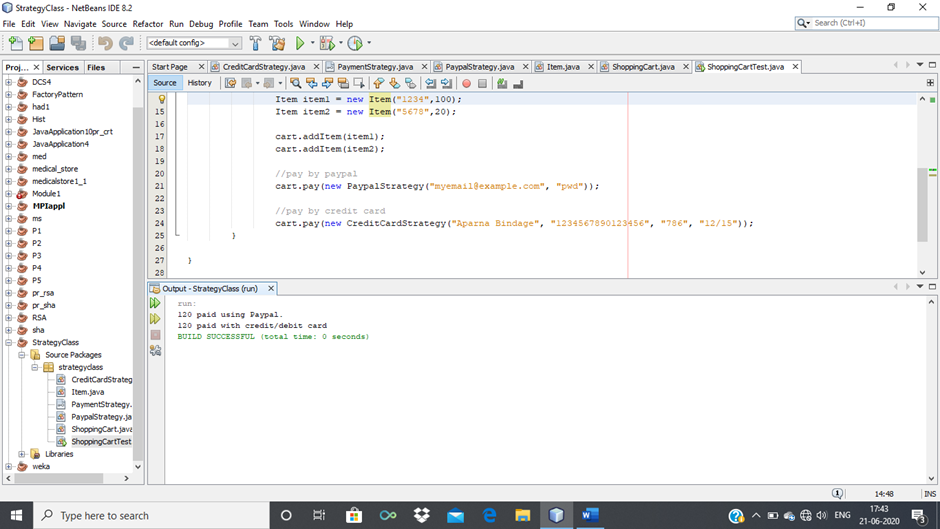 StrategyClass - NetBeans IDE 8.2
File Edit View Navigate Source Refactor Run Debug Profile Team Tools Window Help
Search (Ctrl+I)
<default config>
Proj... Services Files
Start Page CreditCardStrategy.java PaymentStrategy.java PaypalStrategy.java Item.java ShoppingCart.java ShoppingCartTest.java
Source History
DCS4
FactoryPattern
had1
Hist
JavaApplication10pr_crt
JavaApplication4
med
medical_store
medicalstore1_1
Module1
MPIappl
ms
P1
P2
P3
P4
P5
pr_rsa
pr_sha
RSA
sha
StrategyClass
Source Packages
strategyclass
CreditCardStrateg
Item.java
PaymentStrategy.
PaypalStrategy.ja
ShoppingCart.java
ShoppingCartTest
Libraries
weka
Item item1 = new Item("1234",100);
15 Item item2 = new Item("5678",20);
16
17 cart.addItem(item1);
18 cart.addItem(item2);
19
20 //pay by paypal
21 cart.pay(new PaypalStrategy("myemail@example.com", "pwd"));
22
23 //pay by credit card
24 cart.pay(new CreditCardStrategy("Aparna Bindage", "1234567890123456", "786", "12/15"));
25 }
26
27 }
28
Output - StrategyClass (run)
run:
120 paid using Paypal.
120 paid with credit/debit card
BUILD SUCCESSFUL (total time: 0 seconds)
1 14:48 INS
Type here to search
ENG
17:43
21-06-2020
3